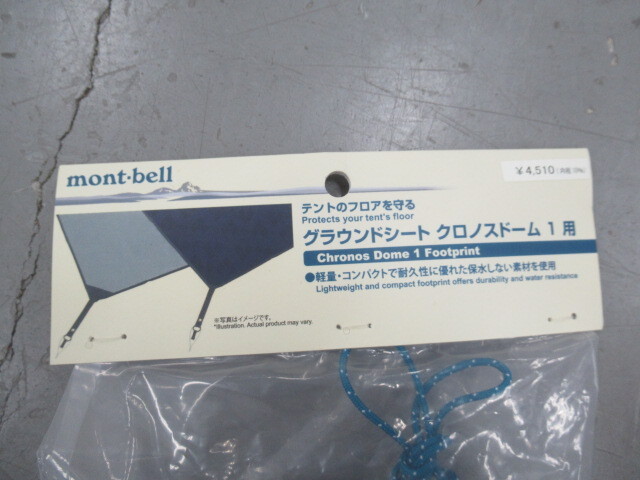 mont·bell
¥4,510
テントのフロアを守る
Protects your tent's floor
グラウンドシート クロノスドーム 1 用
Chronos Dome 1 Footprint
●軽量・コンパクトで耐久性に優れた保水しない素材を使用
Lightweight and compact footprint offers durability and water resistance
※写真はイメージです。
*Illustration. Actual product may vary.